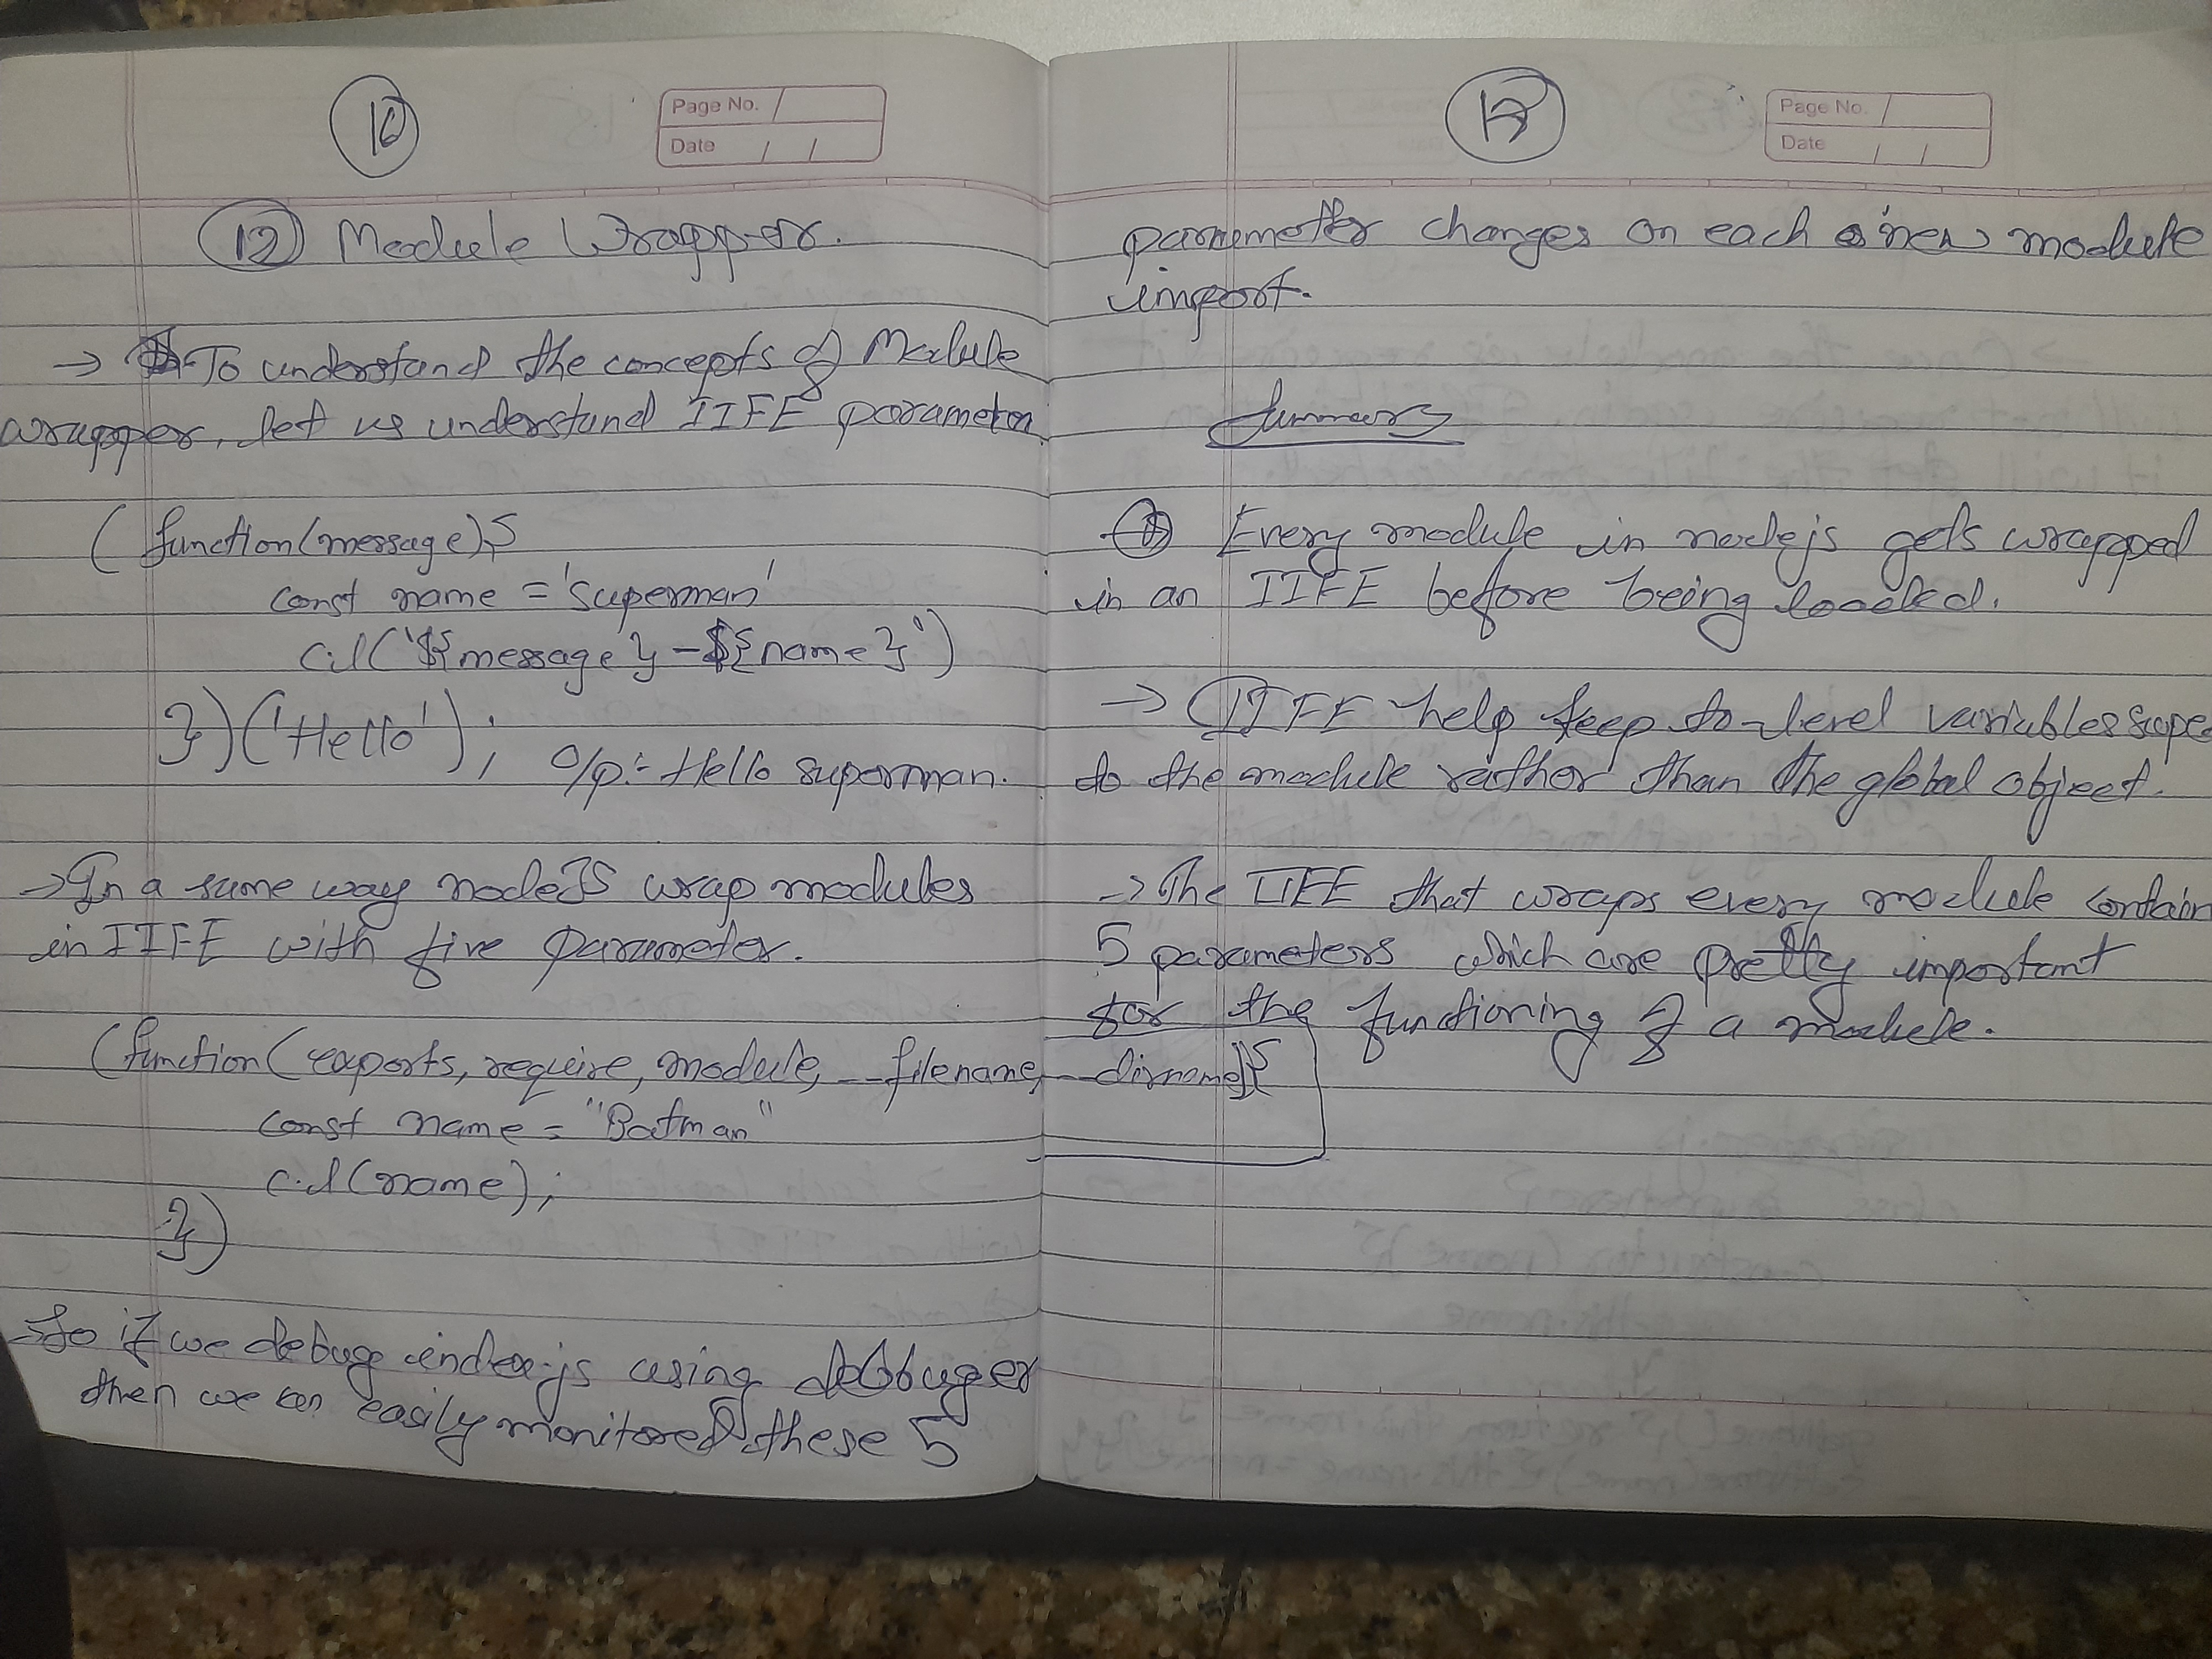 16
Page No.
Date
12 Module Wrapper.
→ To understand the concepts of Module
wrapper, let us understand IIFE parameter
(function(message){
const name = 'superman'
c.l(`${message} - ${name}`)
})('Hello');
O/p:- Hello superman.
→ In a same way nodeJS wrap modules
in IIFE with five parameter.
(function(exports, require, module, __filename, __dirname){
const name = "Batman"
c.l(name);
})
→ So if we debug index.js using debbuger
then we can easily monitored these 5
17
Page No.
Date
parameter changes on each new module
import.
Summary
Every module in nodejs gets wrapped
in an IIFE before being loaded.
→ IIFE help keep to-level variables scope
to the module rather than the global object.
→ The IIFE that wraps every module contain
5 parameters which are pretty important
for the functioning of a module.